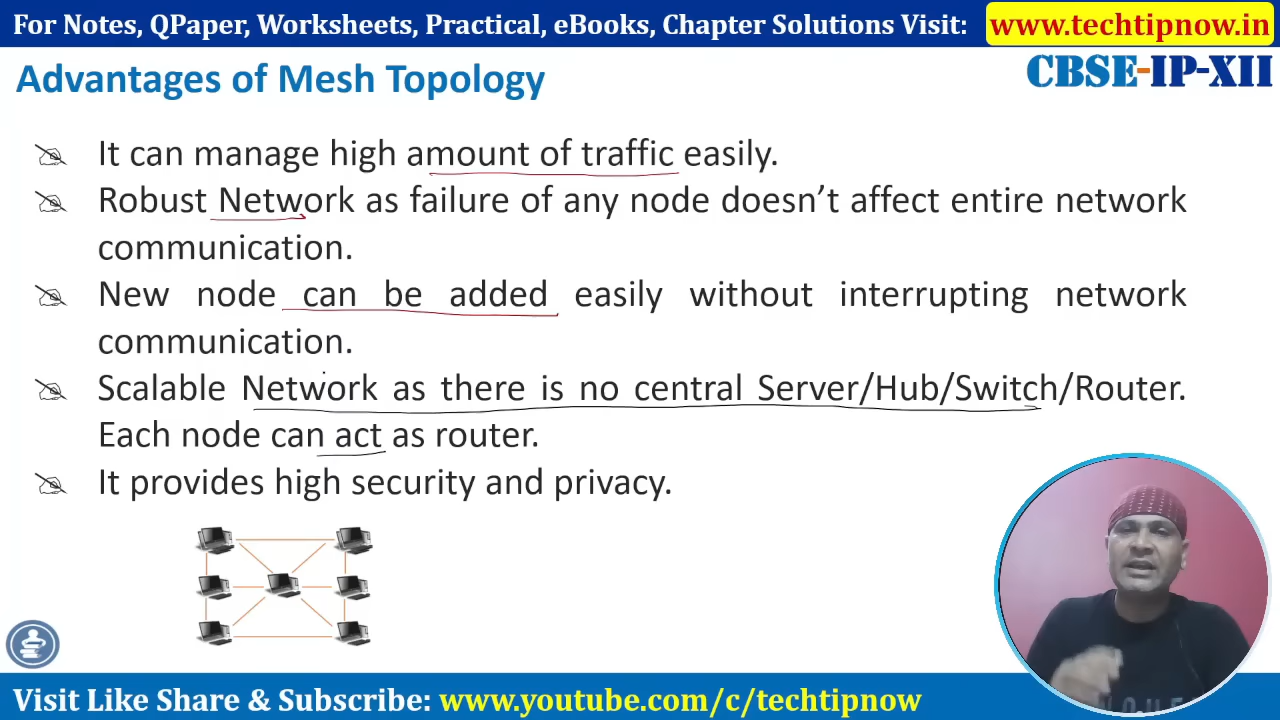 For Notes, QPaper, Worksheets, Practical, eBooks, Chapter Solutions Visit: www.techtipnow.in
Advantages of Mesh Topology
CBSE-IP-XII
It can manage high amount of traffic easily.
Robust Network as failure of any node doesn’t affect entire network
communication.
New node can be added easily without interrupting network
communication.
Scalable Network as there is no central Server/Hub/Switch/Router.
Each node can act as router.
It provides high security and privacy.
Visit Like Share & Subscribe: www.youtube.com/c/techtipnow